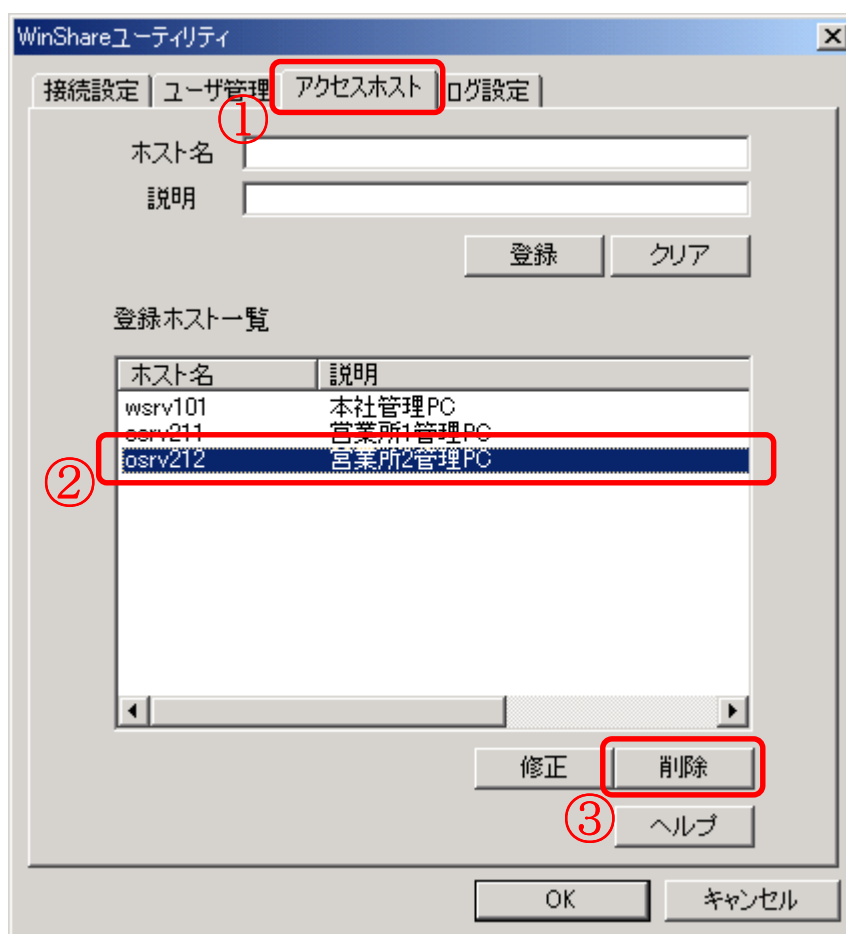 WinShareユーティリティ
接続設定 ユーザ管理 アクセスホスト ログ設定
①
ホスト名
説明
登録 クリア
登録ホスト一覧
ホスト名 説明
wsrv101 本社管理PC
osrv211 営業所1管理PC
osrv212 営業所2管理PC
②
修正 削除
③
ヘルプ
OK キャンセル